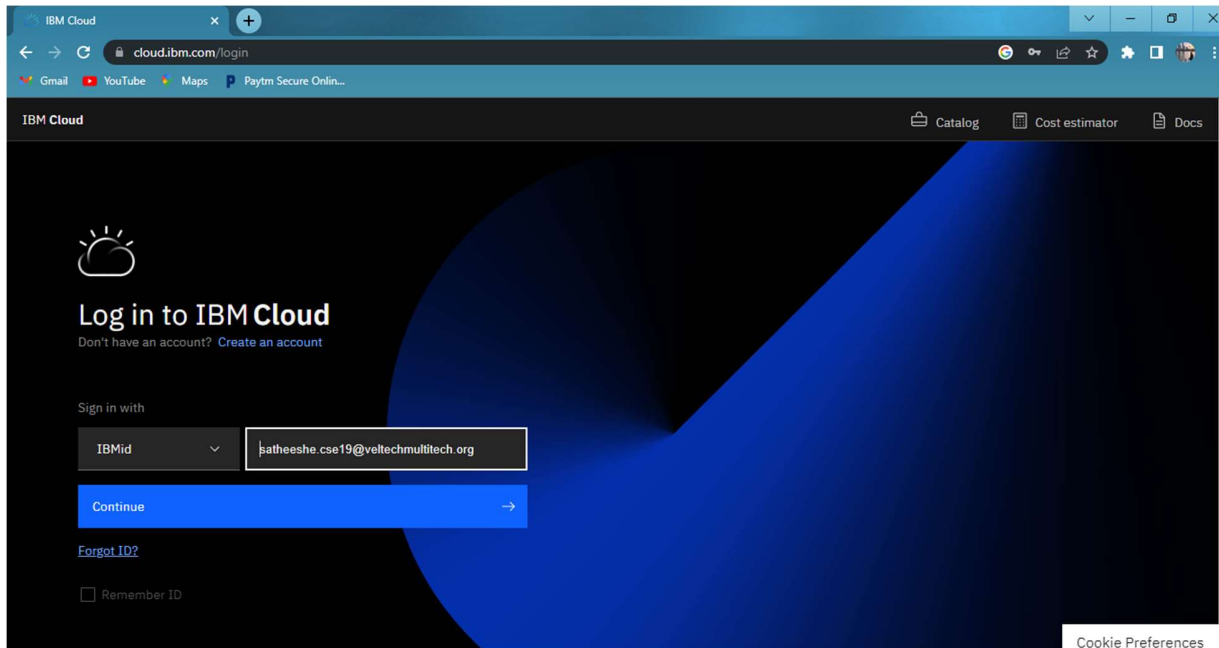 IBM Cloud
cloud.ibm.com/login
Gmail YouTube Maps Paytm Secure Onlin...
IBM Cloud Catalog Cost estimator Docs
Log in to IBM Cloud
Don't have an account? Create an account
Sign in with
IBMid satheeshe.cse19@veltechmultitech.org
Continue
Forgot ID?
Remember ID
Cookie Preferences